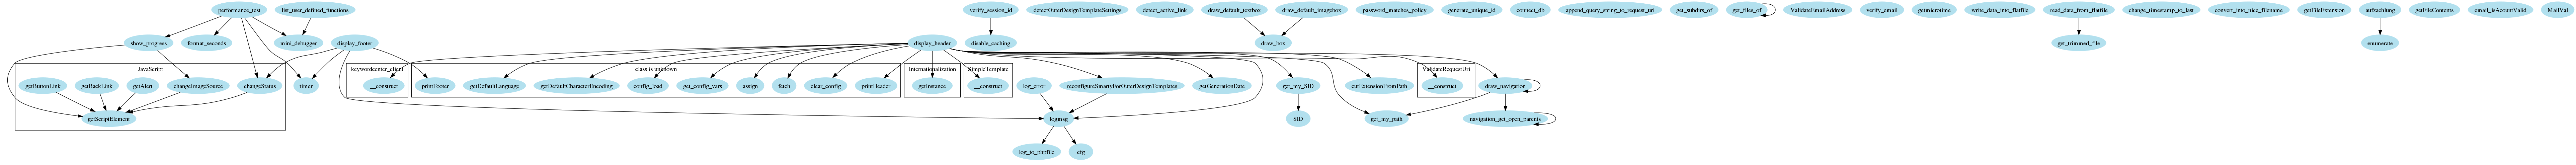 performance_test
list_user_defined_functions
verify_session_id
detectOuterDesignTemplateSettings
detect_active_link
draw_default_textbox
draw_default_imagebox
password_matches_policy
generate_unique_id
connect_db
append_query_string_to_request_uri
get_subdirs_of
get_files_of
ValidateEmailAddress
verify_email
getmicrotime
write_data_into_flatfile
read_data_from_flatfile
change_timestamp_to_last
convert_into_nice_filename
getFileExtension
aufzaehlung
getFileContents
email_isAccountValid
MailVal
show_progress
format_seconds
mini_debugger
display_footer
display_header
disable_caching
draw_box
get_trimmed_file
enumerate
JavaScript
keywordcenter_client
class is unknown
Internationalization
SimpleTemplate
ValidateRequestUri
getButtonLink
getBackLink
getAlert
changeImageSource
changeStatus
timer
__construct
printFooter
getDefaultLanguage
getDefaultCharacterEncoding
config_load
get_config_vars
assign
fetch
clear_config
printHeader
getInstance
__construct
log_error
reconfigureSmartyForOuterDesignTemplates
getGenerationDate
get_my_SID
cutExtensionFromPath
__construct
draw_navigation
getScriptElement
logmsg
SID
get_my_path
navigation_get_open_parents
log_to_phpfile
cfg